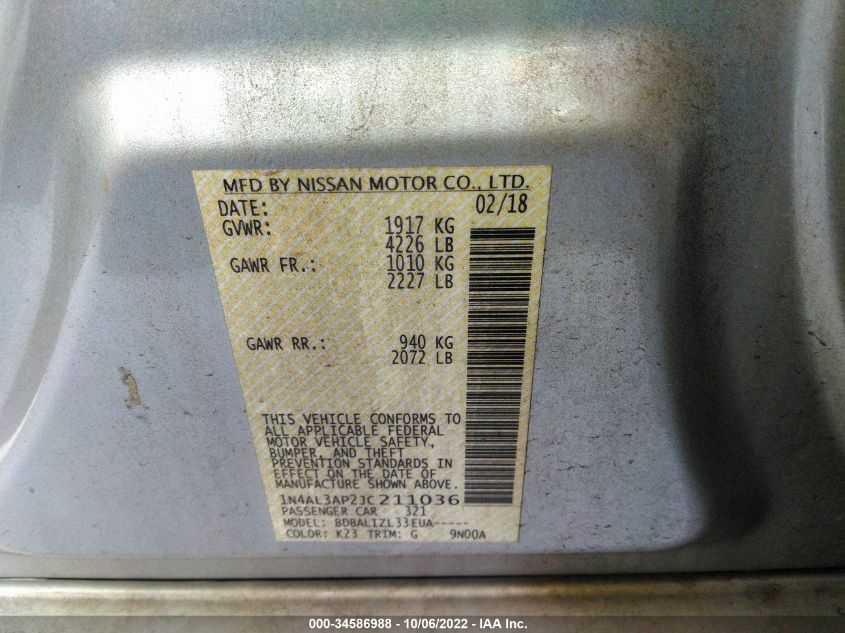 MFD BY NISSAN MOTOR CO., LTD.
DATE: 02/18
GVWR: 1917 KG
4226 LB
GAWR FR.: 1010 KG
2227 LB
GAWR RR.: 940 KG
2072 LB
THIS VEHICLE CONFORMS TO
ALL APPLICABLE FEDERAL
MOTOR VEHICLE SAFETY,
BUMPER, AND THEFT
PREVENTION STANDARDS IN
EFFECT ON THE DATE OF
MANUFACTURE SHOWN ABOVE.
1N4AL3AP2JC211036
PASSENGER CAR 321
MODEL: BDBALIZL33EUA-----
COLOR: K23 TRIM: G 9N00A
000-34586988 - 10/06/2022 - IAA Inc.